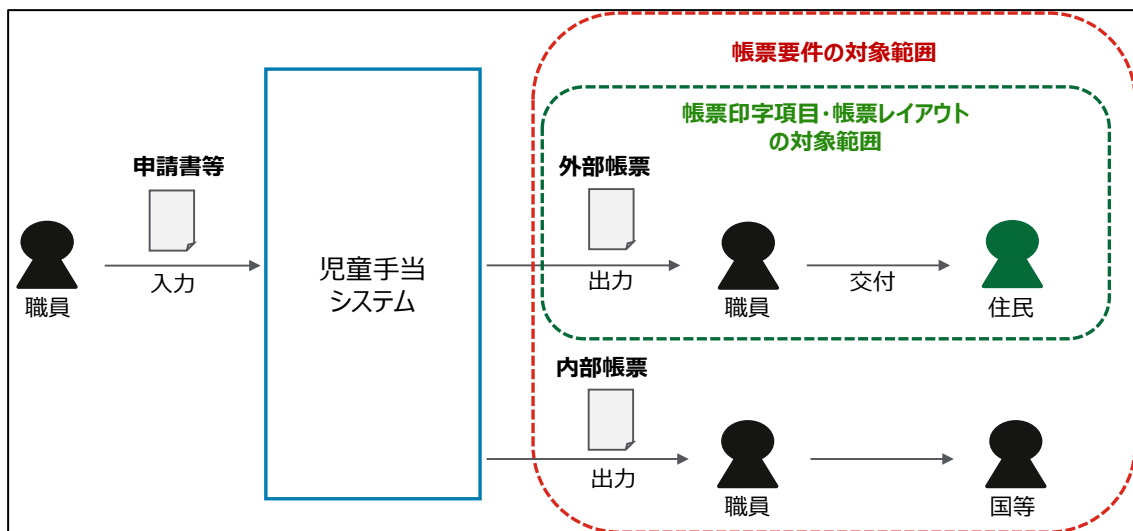 帳票要件の対象範囲
帳票印字項目・帳票レイアウト
の対象範囲
申請書等
外部帳票
職員
入力
児童手当
システム
出力
職員
交付
住民
内部帳票
出力
職員
国等